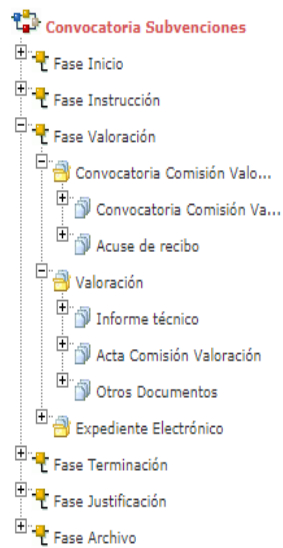 Convocatoria Subvenciones
Fase Inicio
Fase Instrucción
Fase Valoración
Convocatoria Comisión Valo...
Convocatoria Comisión Va...
Acuse de recibo
Valoración
Informe técnico
Acta Comisión Valoración
Otros Documentos
Expediente Electrónico
Fase Terminación
Fase Justificación
Fase Archivo